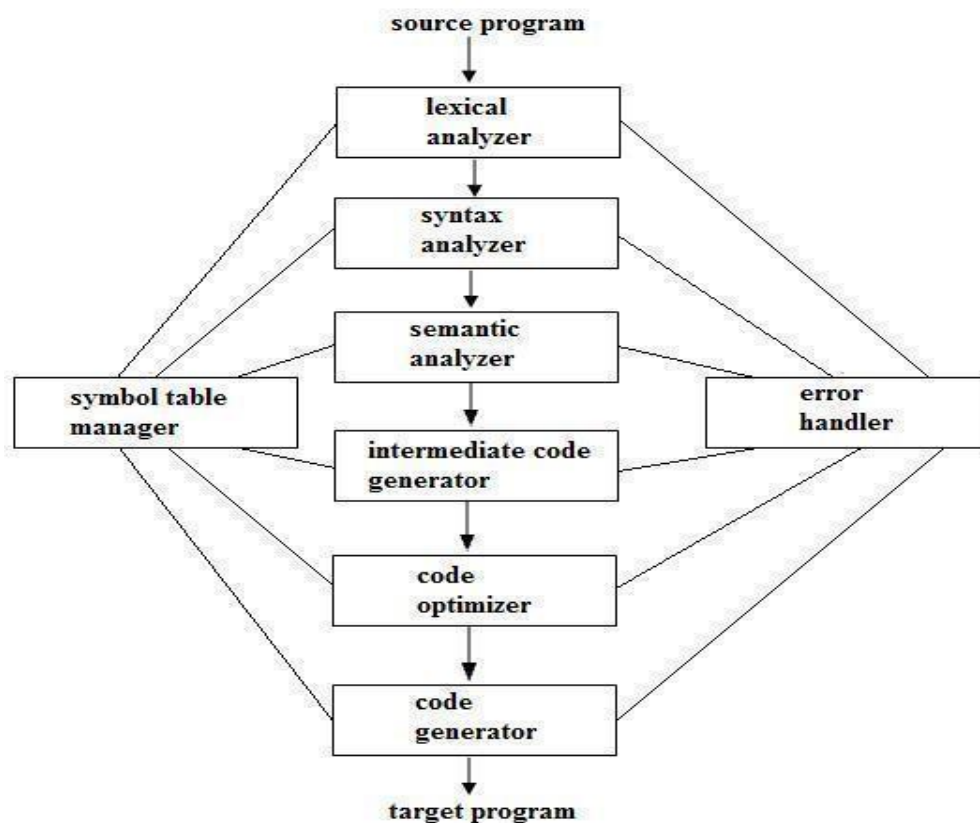 source program
lexical
analyzer
syntax
analyzer
semantic
analyzer
symbol table
manager
error
handler
intermediate code
generator
code
optimizer
code
generator
target program